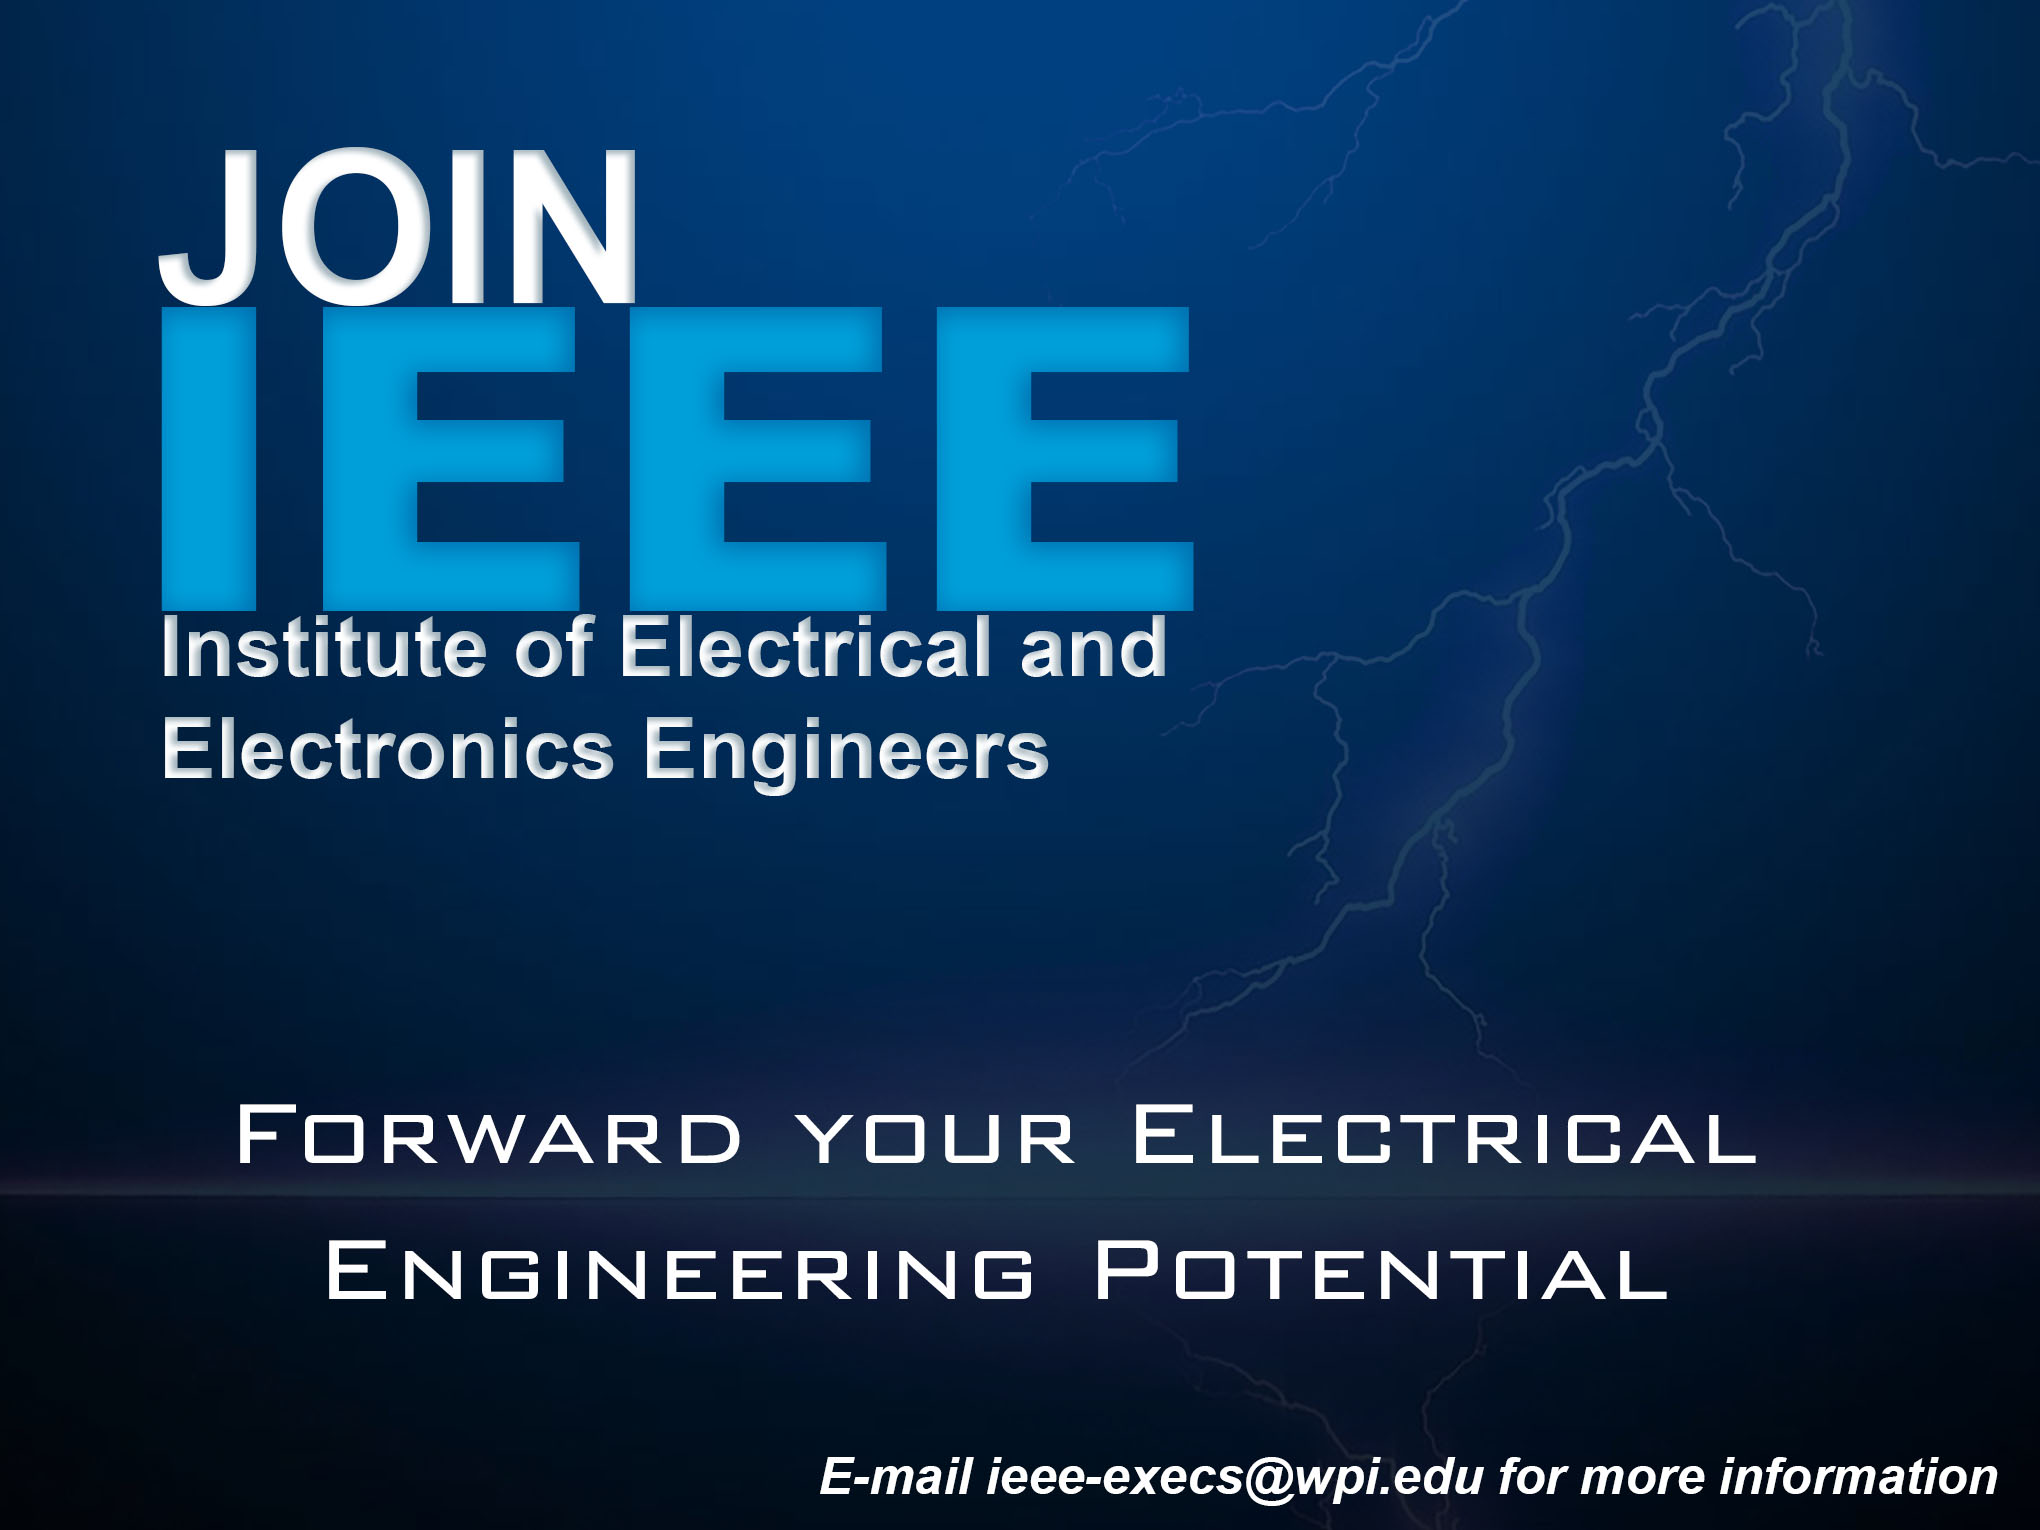 JOIN
IEEE
Institute of Electrical and
Electronics Engineers
Forward your Electrical
Engineering Potential
E-mail ieee-execs@wpi.edu for more information